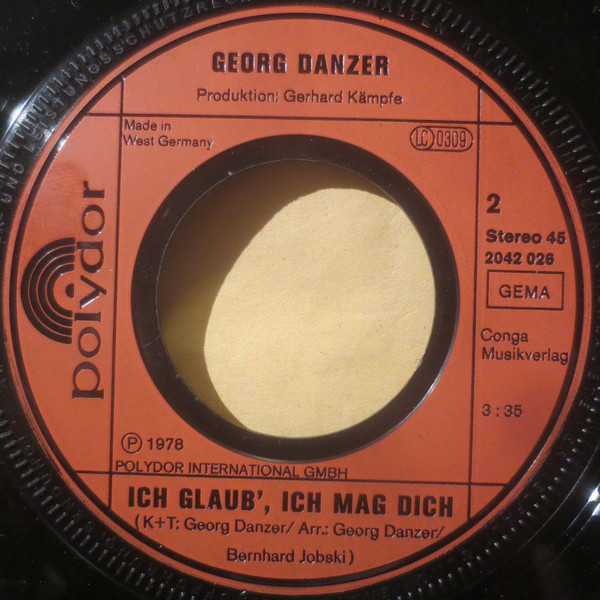 GEORG DANZER
Produktion: Gerhard Kämpfe
Made in
West Germany
LC 0309
polydor
2
Stereo 45
2042 026
GEMA
Conga
Musikverlag
3:35
Ⓟ 1978
POLYDOR INTERNATIONAL GMBH
ICH GLAUB', ICH MAG DICH
(K+T: Georg Danzer/ Arr.: Georg Danzer/
Bernhard Jobski)
UND LEISTUNGSSCHUTZRECHTE